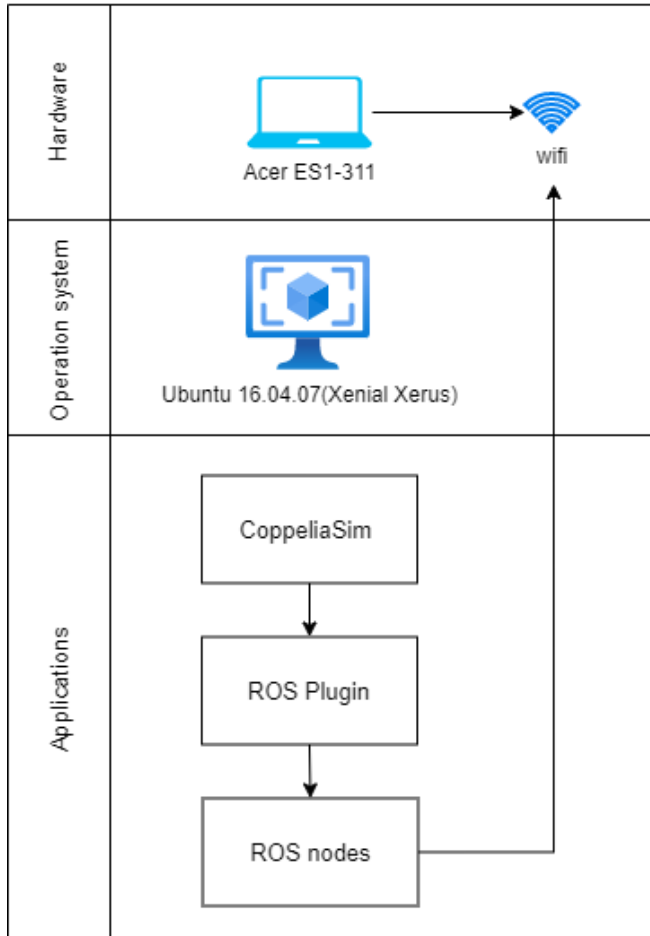 Hardware
Acer ES1-311
wifi
Operation system
Ubuntu 16.04.07(Xenial Xerus)
Applications
CoppeliaSim
ROS Plugin
ROS nodes